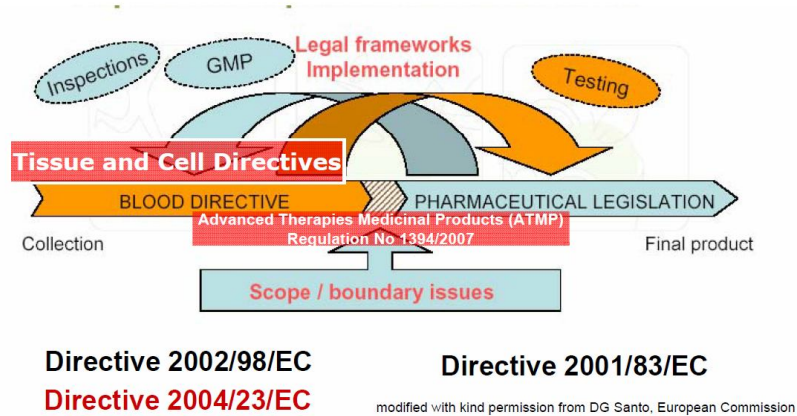 Legal frameworks
Implementation
Inspections
GMP
Testing
Tissue and Cell Directives
BLOOD DIRECTIVE
PHARMACEUTICAL LEGISLATION
Advanced Therapies Medicinal Products (ATMP)
Regulation No 1394/2007
Collection
Final product
Scope / boundary issues
Directive 2002/98/EC
Directive 2001/83/EC
Directive 2004/23/EC
modified with kind permission from DG Santo, European Commission